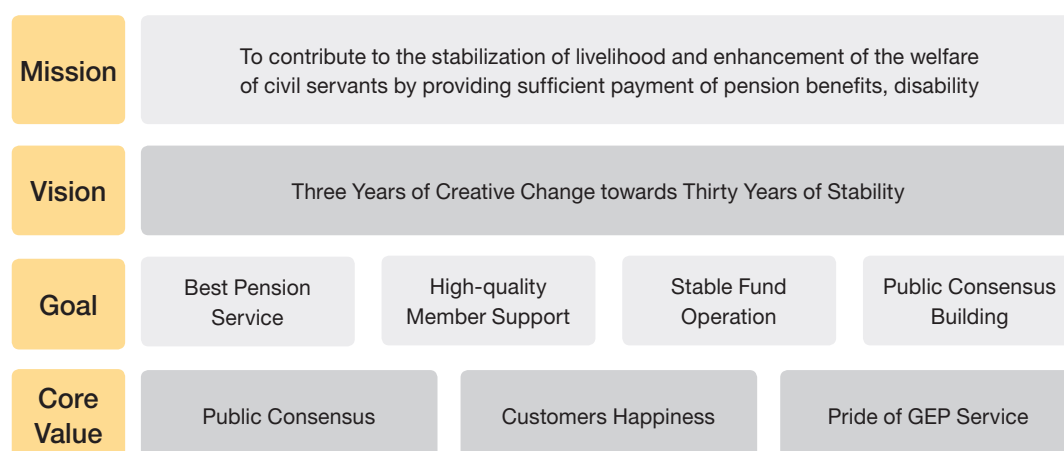 Mission
To contribute to the stabilization of livelihood and enhancement of the welfare
of civil servants by providing sufficient payment of pension benefits, disability
Vision
Three Years of Creative Change towards Thirty Years of Stability
Goal
Best Pension
Service
High-quality
Member Support
Stable Fund
Operation
Public Consensus
Building
Core
Value
Public Consensus
Customers Happiness
Pride of GEP Service